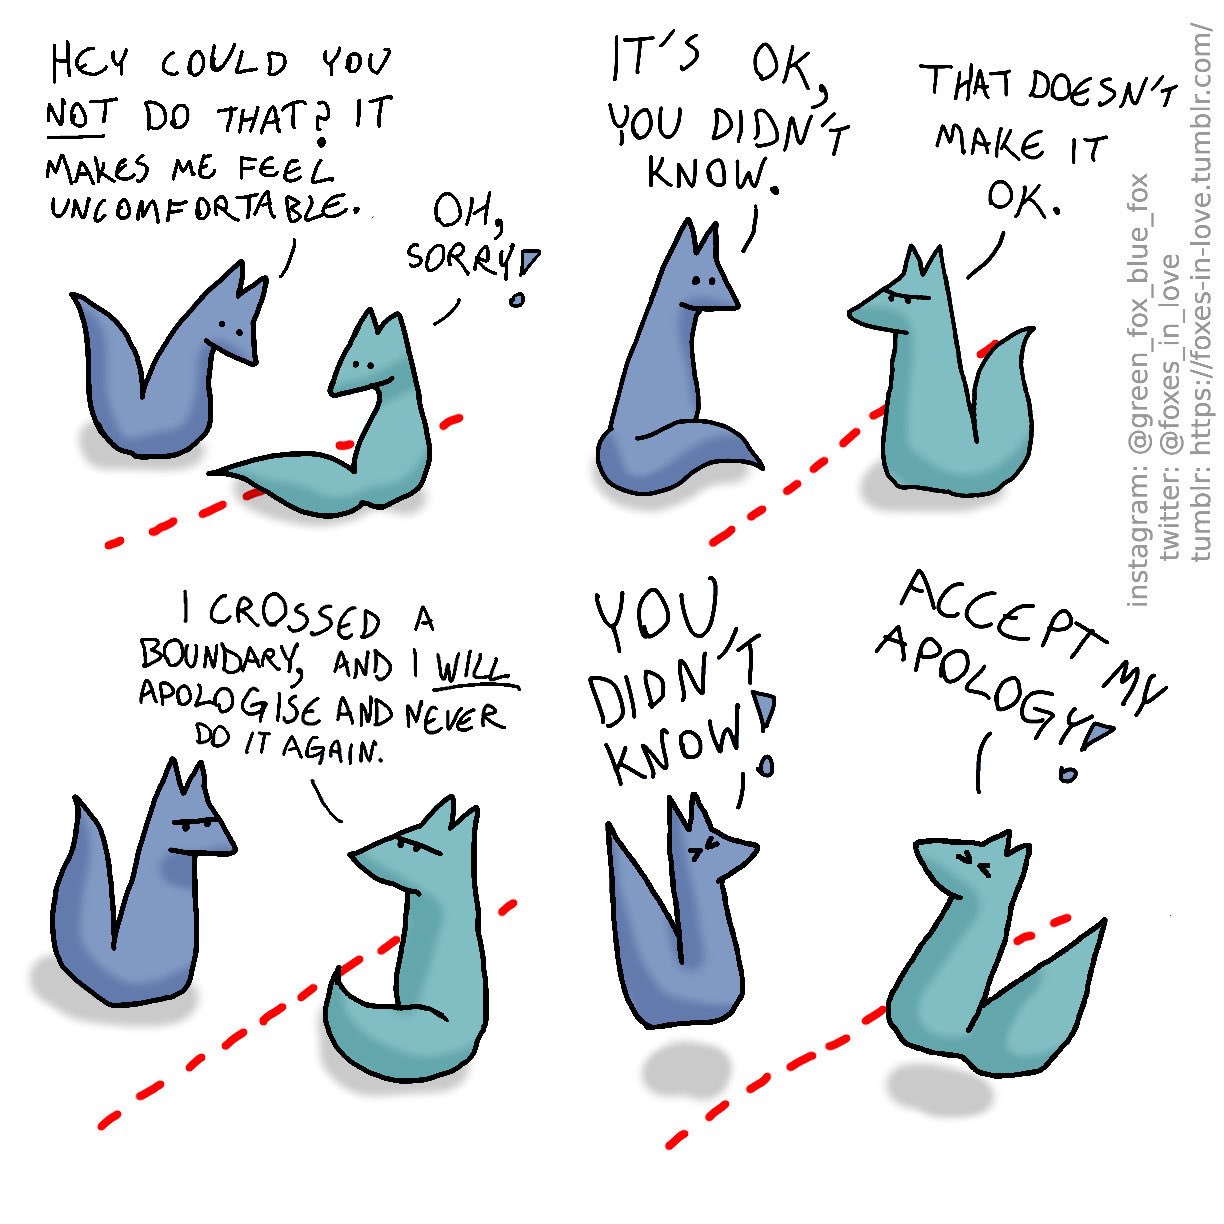 HEY COULD YOU
NOT DO THAT? IT
MAKES ME FEEL
UNCOMFORTABLE.
OH,
SORRY!
IT'S OK,
YOU DIDN'T
KNOW.
THAT DOESN'T
MAKE IT
OK.
I CROSSED A
BOUNDARY, AND I WILL
APOLOGISE AND NEVER
DO IT AGAIN.
YOU
DIDN'T
KNOW!
ACCEPT MY
APOLOGY!
instagram: @green_fox_blue_fox
twitter: @foxes_in_love
tumblr: https://foxes-in-love.tumblr.com/